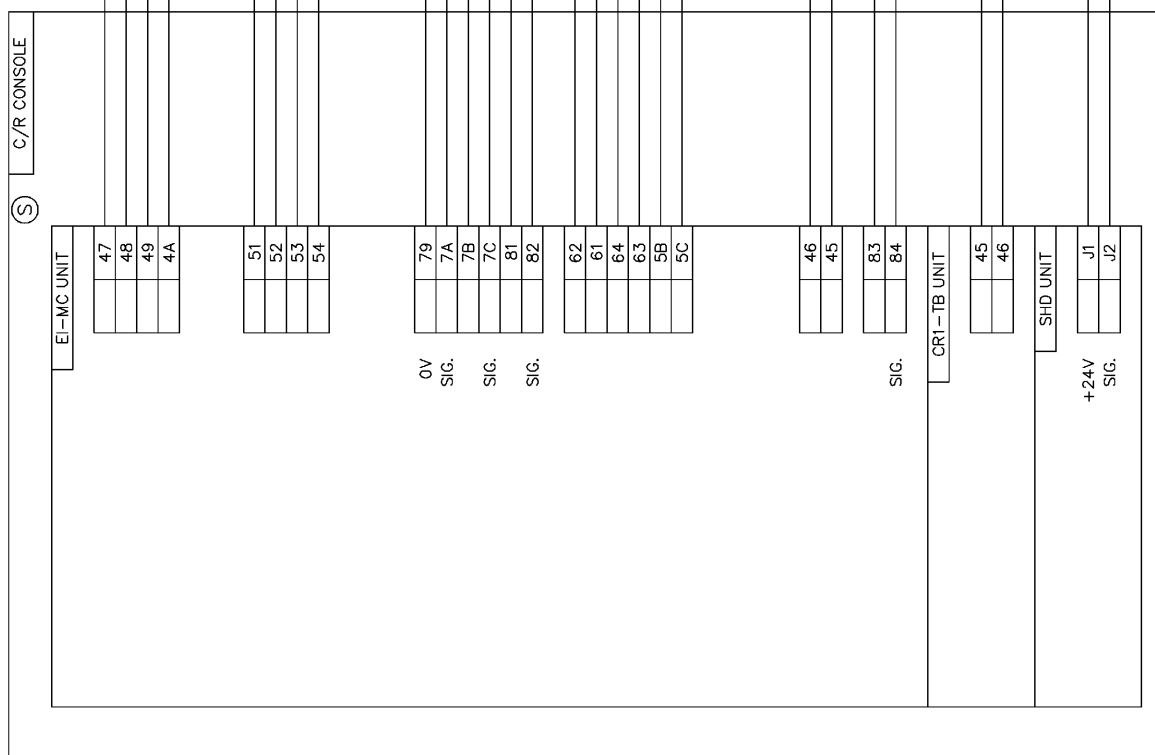 C/R CONSOLE
S
EI-MC UNIT
47
48
49
4A
51
52
53
54
79
7A
7B
7C
81
82
62
61
64
63
5B
5C
46
45
83
84
0V
SIG.
SIG.
SIG.
SIG.
CR1-TB UNIT
45
46
SHD UNIT
J1
J2
+24V
SIG.